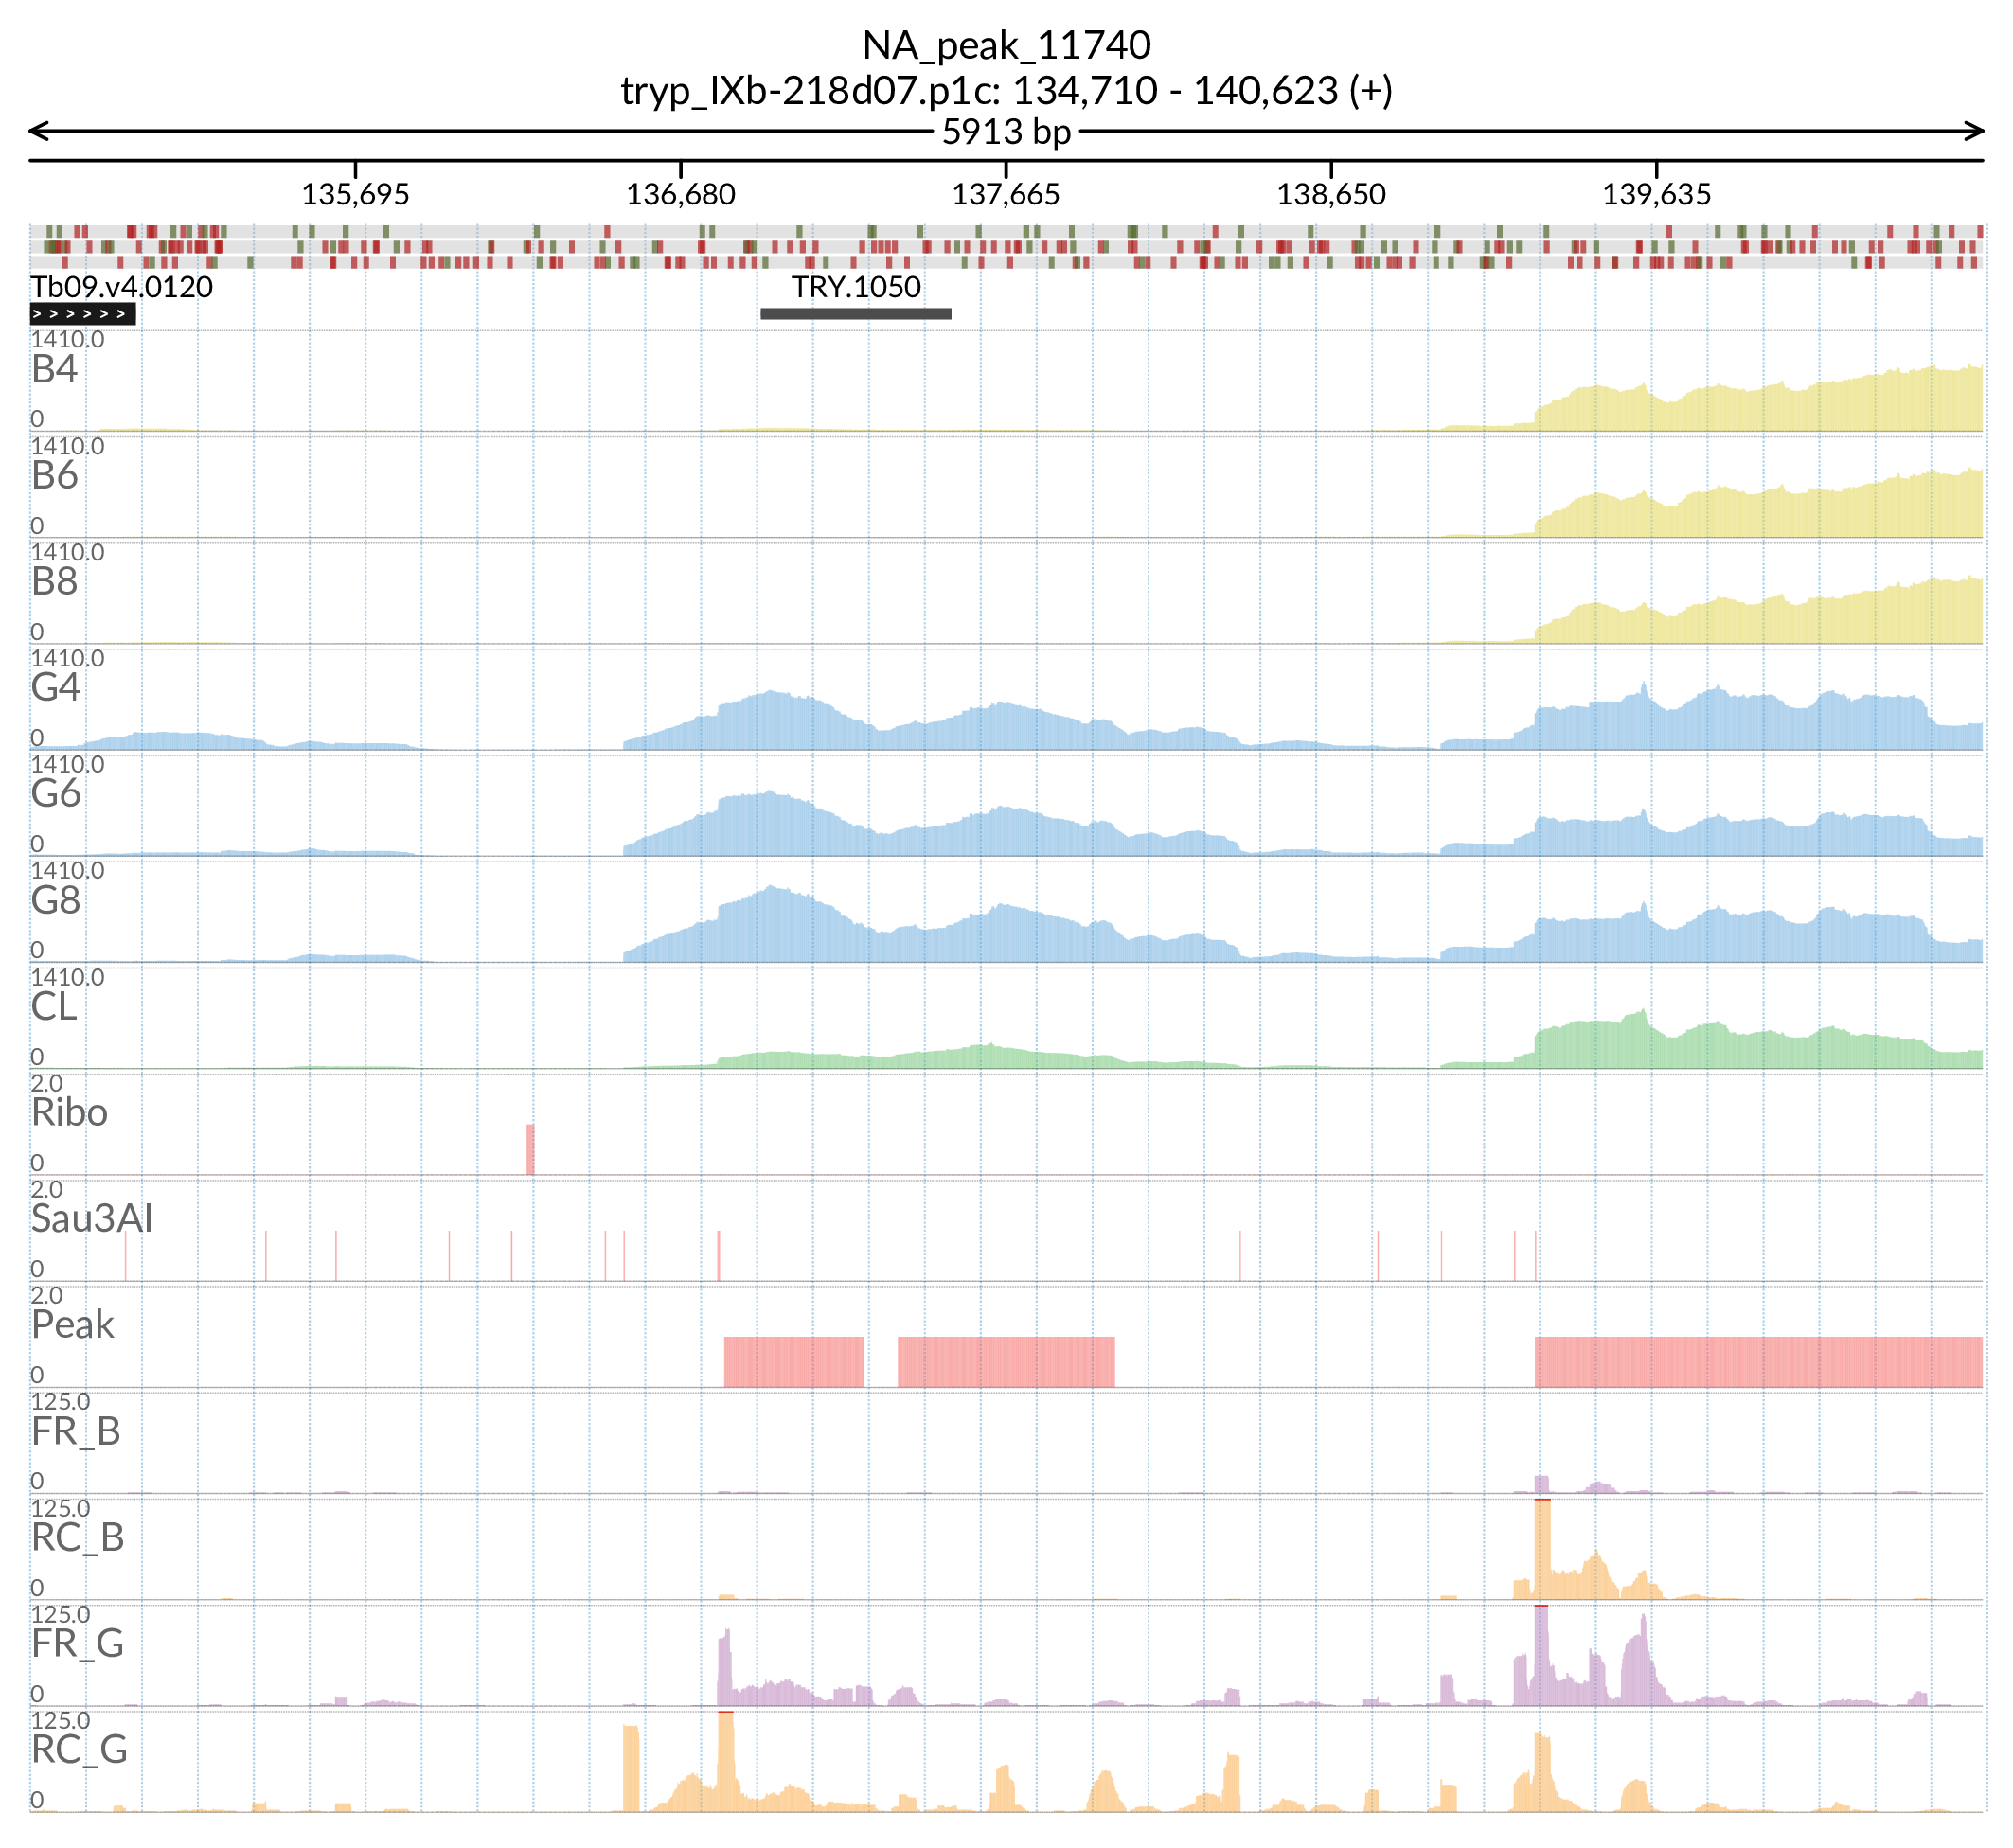 NA_peak_11740
tryp_IXb-218d07.p1c: 134,710 - 140,623 (+)
5913 bp
135,695 136,680 137,665 138,650 139,635
Tb09.v4.0120 TRY.1050
> > > > > >
1410.0
B4
0
1410.0
B6
0
1410.0
B8
0
1410.0
G4
0
1410.0
G6
0
1410.0
G8
0
1410.0
CL
0
2.0
Ribo
0
2.0
Sau3AI
0
2.0
Peak
0
125.0
FR_B
0
125.0
RC_B
0
125.0
FR_G
0
125.0
RC_G
0